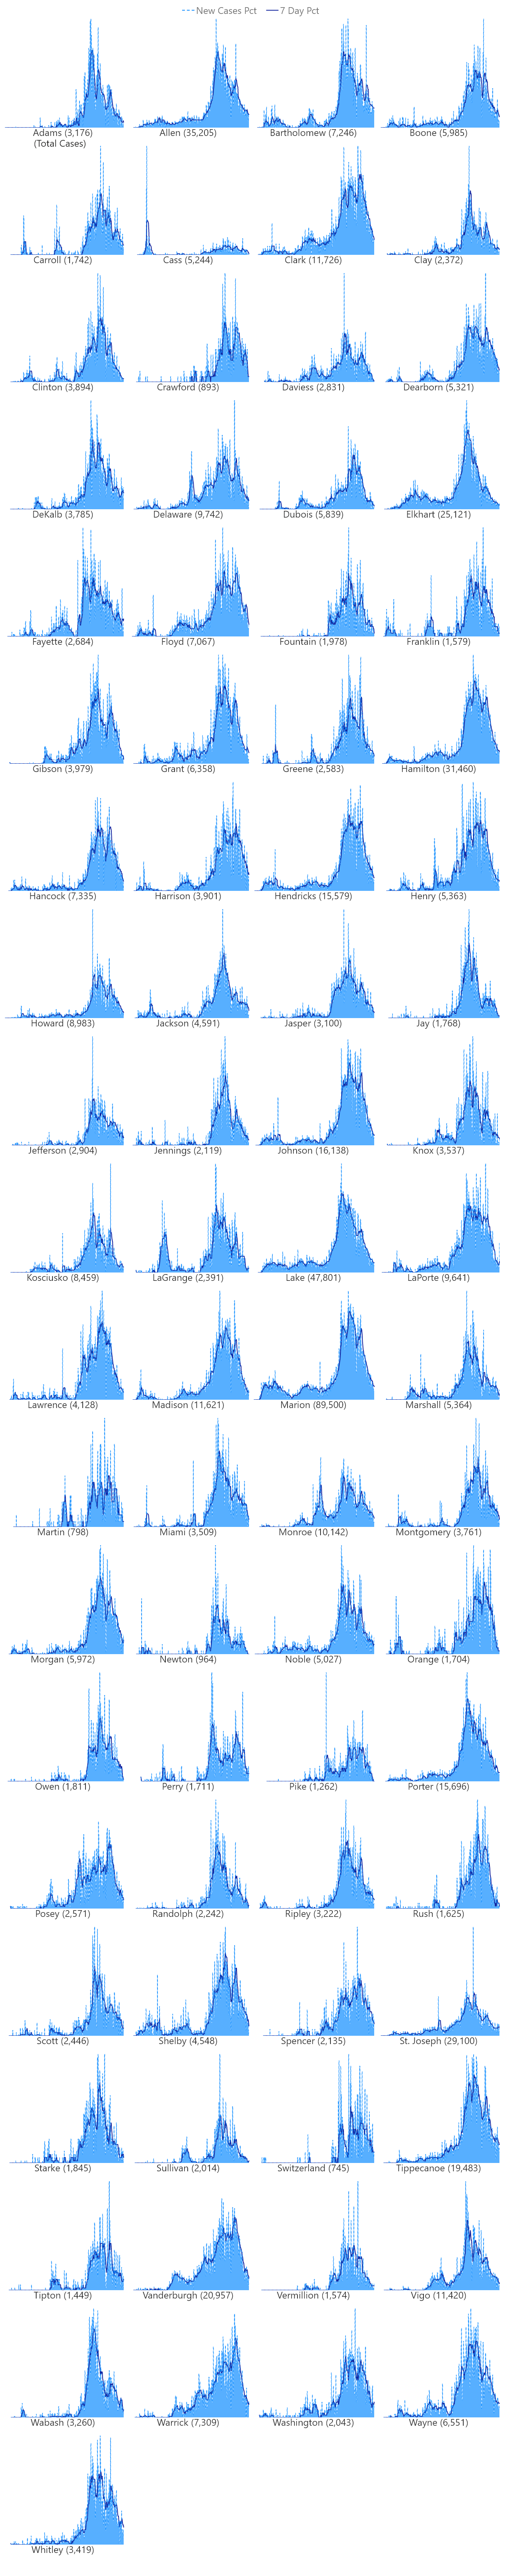 New Cases Pct 7 Day Pct
Adams (3,176) Allen (35,205) Bartholomew (7,246) Boone (5,985)
(Total Cases)
Carroll (1,742) Cass (5,244) Clark (11,726) Clay (2,372)
Clinton (3,894) Crawford (893) Daviess (2,831) Dearborn (5,321)
DeKalb (3,785) Delaware (9,742) Dubois (5,839) Elkhart (25,121)
Fayette (2,684) Floyd (7,067) Fountain (1,978) Franklin (1,579)
Gibson (3,979) Grant (6,358) Greene (2,583) Hamilton (31,460)
Hancock (7,335) Harrison (3,901) Hendricks (15,579) Henry (5,363)
Howard (8,983) Jackson (4,591) Jasper (3,100) Jay (1,768)
Jefferson (2,904) Jennings (2,119) Johnson (16,138) Knox (3,537)
Kosciusko (8,459) LaGrange (2,391) Lake (47,801) LaPorte (9,641)
Lawrence (4,128) Madison (11,621) Marion (89,500) Marshall (5,364)
Martin (798) Miami (3,509) Monroe (10,142) Montgomery (3,761)
Morgan (5,972) Newton (964) Noble (5,027) Orange (1,704)
Owen (1,811) Perry (1,711) Pike (1,262) Porter (15,696)
Posey (2,571) Randolph (2,242) Ripley (3,222) Rush (1,625)
Scott (2,446) Shelby (4,548) Spencer (2,135) St. Joseph (29,100)
Starke (1,845) Sullivan (2,014) Switzerland (745) Tippecanoe (19,483)
Tipton (1,449) Vanderburgh (20,957) Vermillion (1,574) Vigo (11,420)
Wabash (3,260) Warrick (7,309) Washington (2,043) Wayne (6,551)
Whitley (3,419)